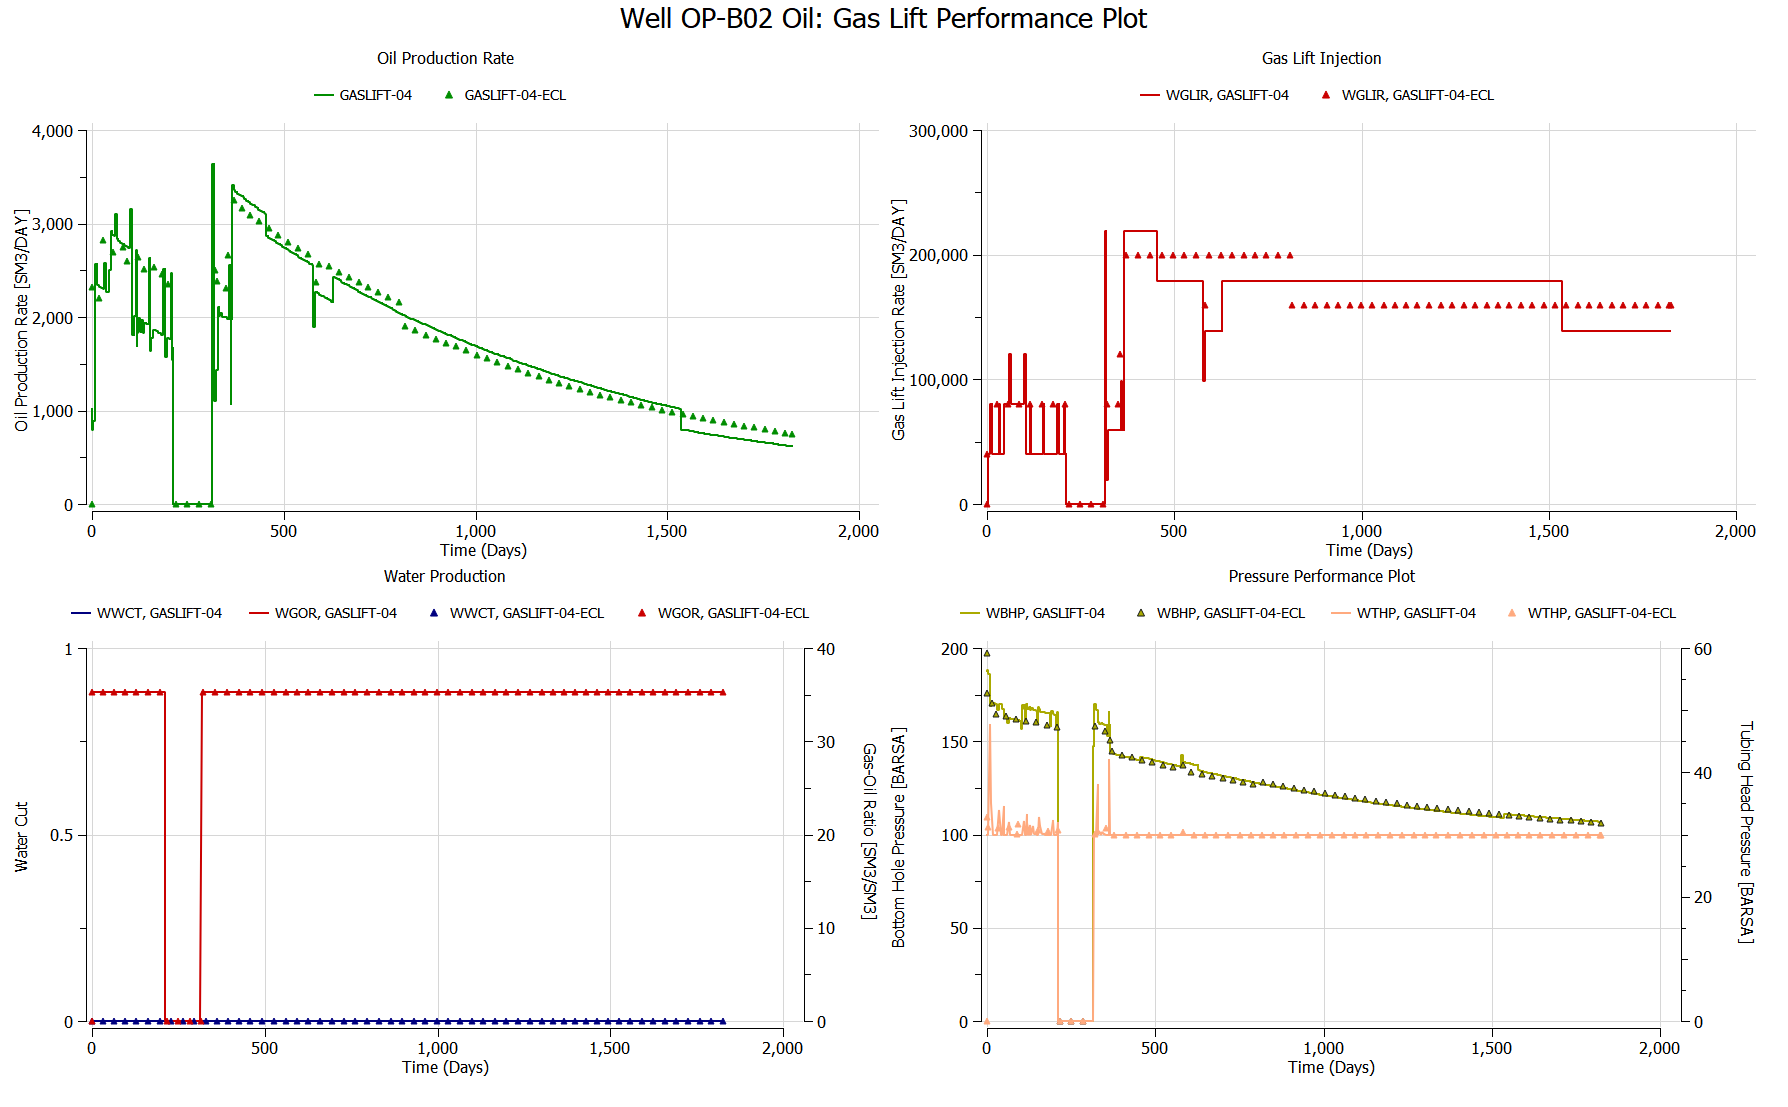 Well OP-B02 Oil: Gas Lift Performance Plot
Oil Production Rate
GASLIFT-04 GASLIFT-04-ECL
Oil Production Rate [SM3/DAY]
4,000
3,000
2,000
1,000
0
0 500 1,000 1,500 2,000
Time (Days)
Gas Lift Injection
WGLIR, GASLIFT-04 WGLIR, GASLIFT-04-ECL
Gas Lift Injection Rate [SM3/DAY]
300,000
200,000
100,000
0
0 500 1,000 1,500 2,000
Time (Days)
Water Production
WWCT, GASLIFT-04 WGOR, GASLIFT-04 WWCT, GASLIFT-04-ECL WGOR, GASLIFT-04-ECL
Water Cut
1
0.5
0
40
30
20
10
0
Gas-Oil Ratio [SM3/SM3]
0 500 1,000 1,500 2,000
Time (Days)
Pressure Performance Plot
WBHP, GASLIFT-04 WBHP, GASLIFT-04-ECL WTHP, GASLIFT-04 WTHP, GASLIFT-04-ECL
Bottom Hole Pressure [BARSA]
200
150
100
50
0
60
40
20
0
Tubing Head Pressure [BARSA]
0 500 1,000 1,500 2,000
Time (Days)